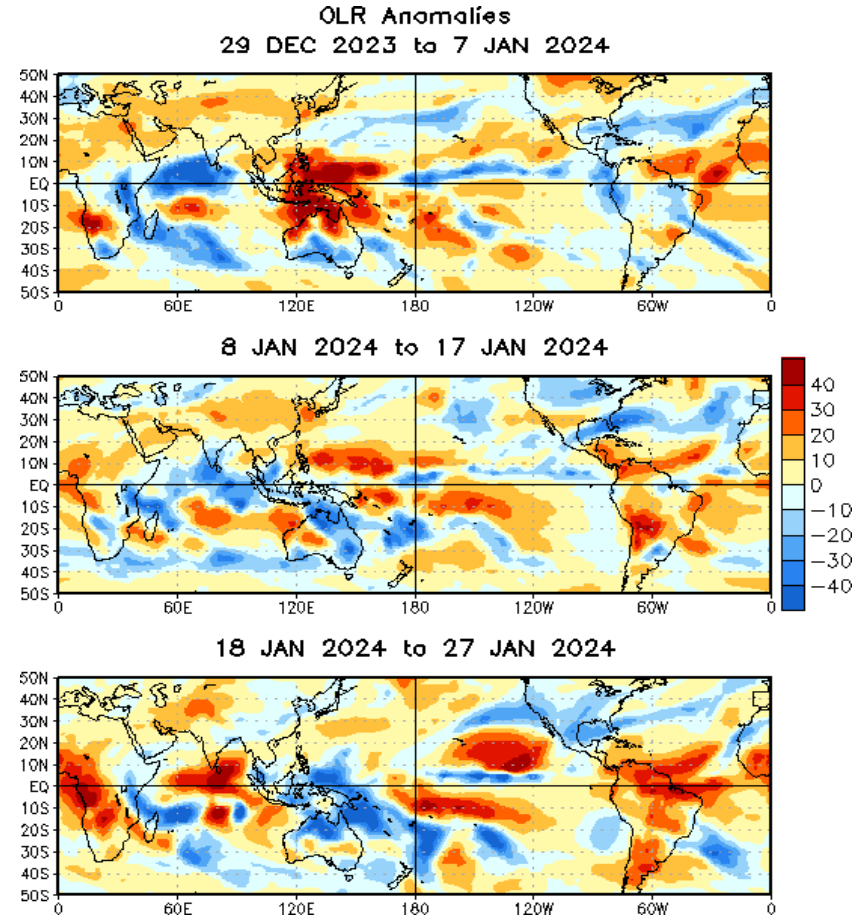 OLR Anomalies
29 DEC 2023 to 7 JAN 2024
50N
40N
30N
20N
10N
EQ
10S
20S
30S
40S
50S
0 60E 120E 180 120W 60W 0
8 JAN 2024 to 17 JAN 2024
50N
40N
30N
20N
10N
EQ
10S
20S
30S
40S
50S
0 60E 120E 180 120W 60W 0
40
30
20
10
0
-10
-20
-30
-40
18 JAN 2024 to 27 JAN 2024
50N
40N
30N
20N
10N
EQ
10S
20S
30S
40S
50S
0 60E 120E 180 120W 60W 0